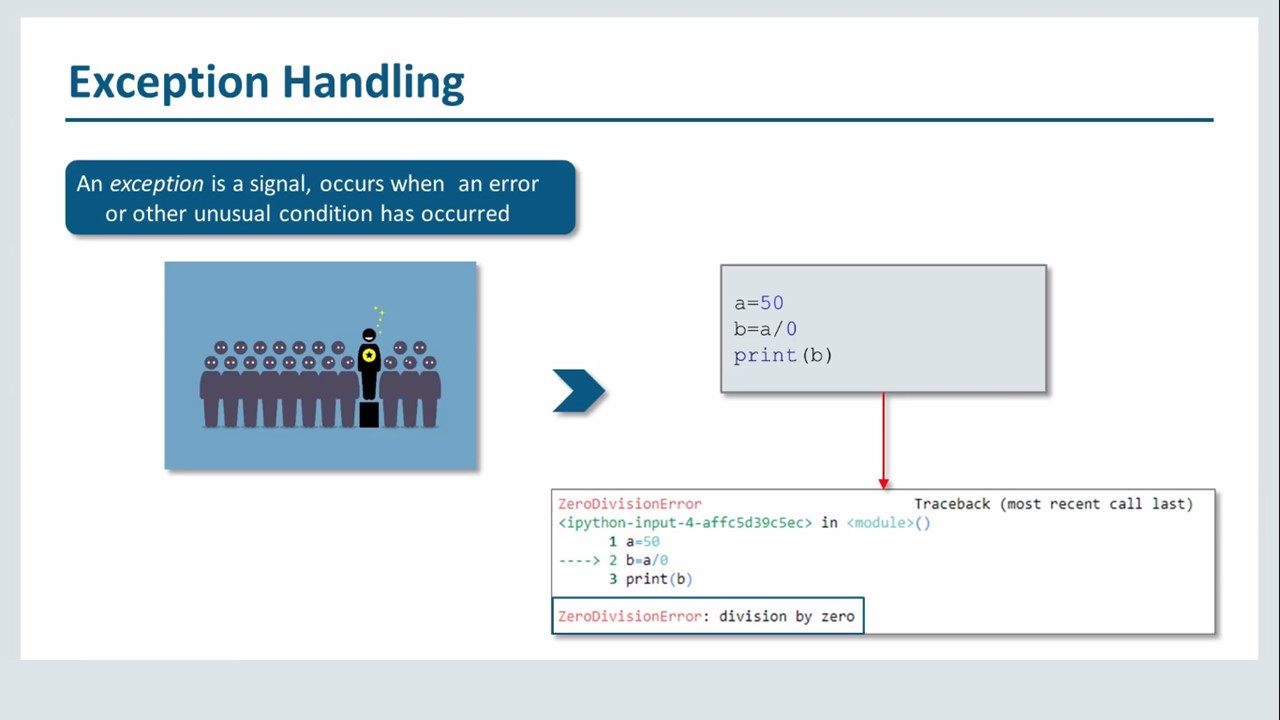 Exception Handling
An exception is a signal, occurs when an error
or other unusual condition has occurred
a=50
b=a/0
print(b)
ZeroDivisionError Traceback (most recent call last)
<ipython-input-4-affc5d39c5ec> in <module>()
1 a=50
----> 2 b=a/0
3 print(b)
ZeroDivisionError: division by zero